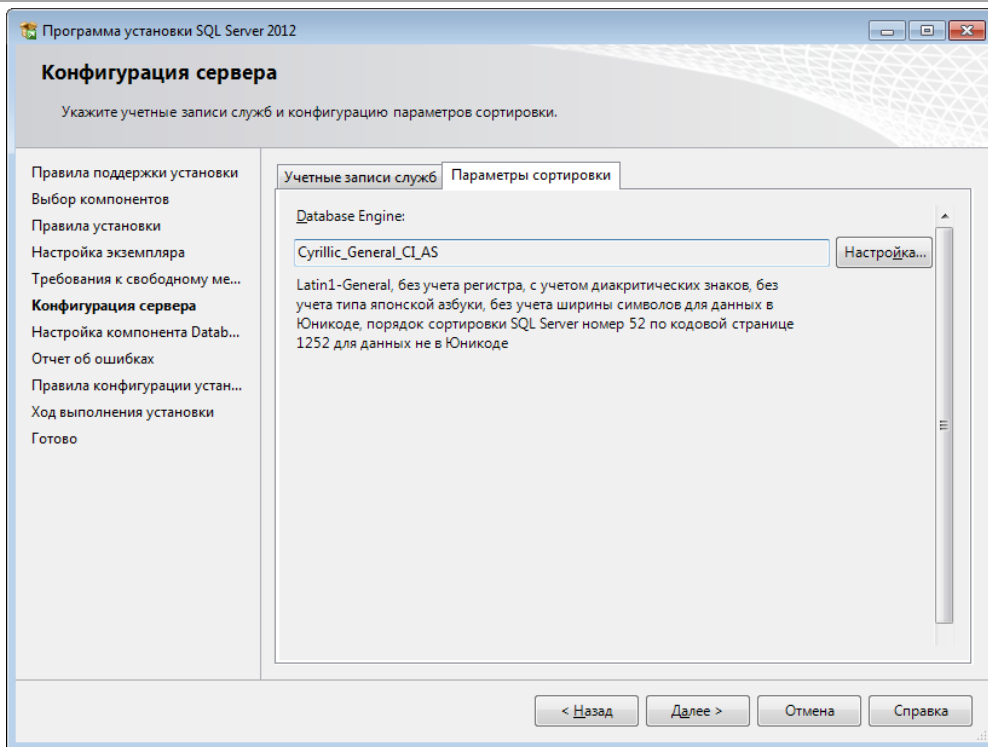 Программа установки SQL Server 2012
Конфигурация сервера
Укажите учетные записи служб и конфигурацию параметров сортировки.
Правила поддержки установки
Выбор компонентов
Правила установки
Настройка экземпляра
Требования к свободному ме...
Конфигурация сервера
Настройка компонента Datab...
Отчет об ошибках
Правила конфигурации устан...
Ход выполнения установки
Готово
Учетные записи служб
Параметры сортировки
Database Engine:
Cyrillic_General_CI_AS
Настройка...
Latin1-General, без учета регистра, с учетом диакритических знаков, без
учета типа японской азбуки, без учета ширины символов для данных в
Юникоде, порядок сортировки SQL Server номер 52 по кодовой странице
1252 для данных не в Юникоде
< Назад
Далее >
Отмена
Справка